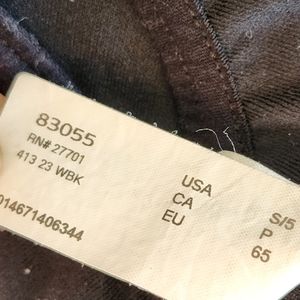 83055
RN# 27701
413 23 WBK
014671406344
USA
CA
EU
S/5
P
65